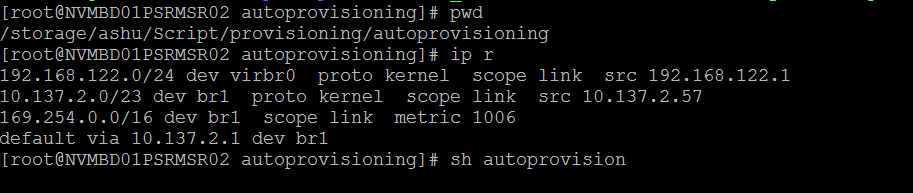 [root@NVMBD01PSRMSR02 autoprovisioning]# pwd
/storage/ashu/Script/provisioning/autoprovisioning
[root@NVMBD01PSRMSR02 autoprovisioning]# ip r
192.168.122.0/24 dev virbr0  proto kernel  scope link  src 192.168.122.1
10.137.2.0/23 dev br1  proto kernel  scope link  src 10.137.2.57
169.254.0.0/16 dev br1  scope link  metric 1006
default via 10.137.2.1 dev br1
[root@NVMBD01PSRMSR02 autoprovisioning]# sh autoprovision